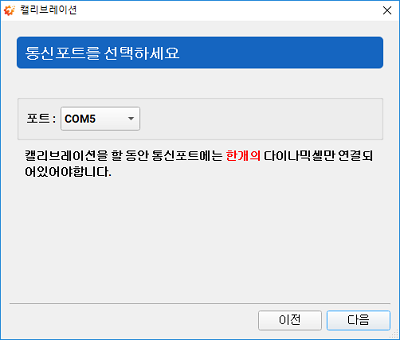 캘리브레이션
통신포트를 선택하세요
포트 : COM5
캘리브레이션을 할 동안 통신포트에는 한개의 다이나믹셀만 연결되
어있어야합니다.
이전 다음